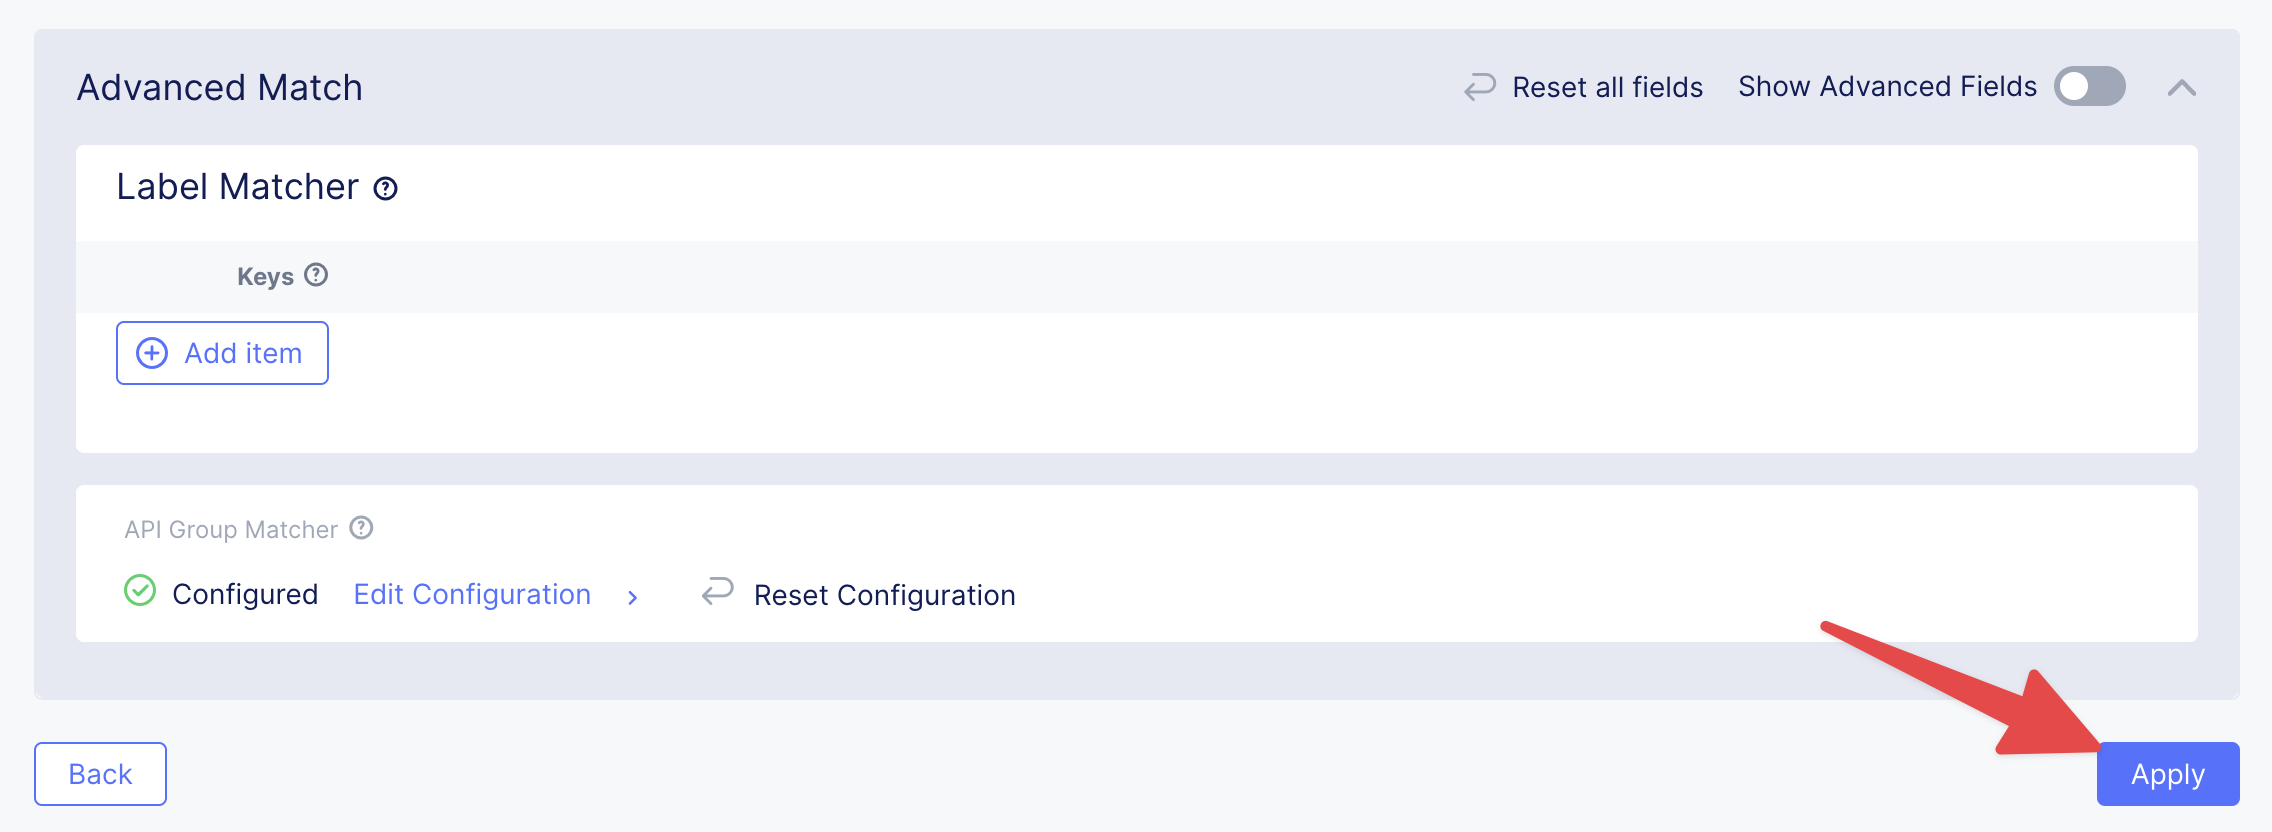 Advanced Match
Reset all fields
Show Advanced Fields
Label Matcher
Keys
Add item
API Group Matcher
Configured
Edit Configuration
Reset Configuration
Back
Apply